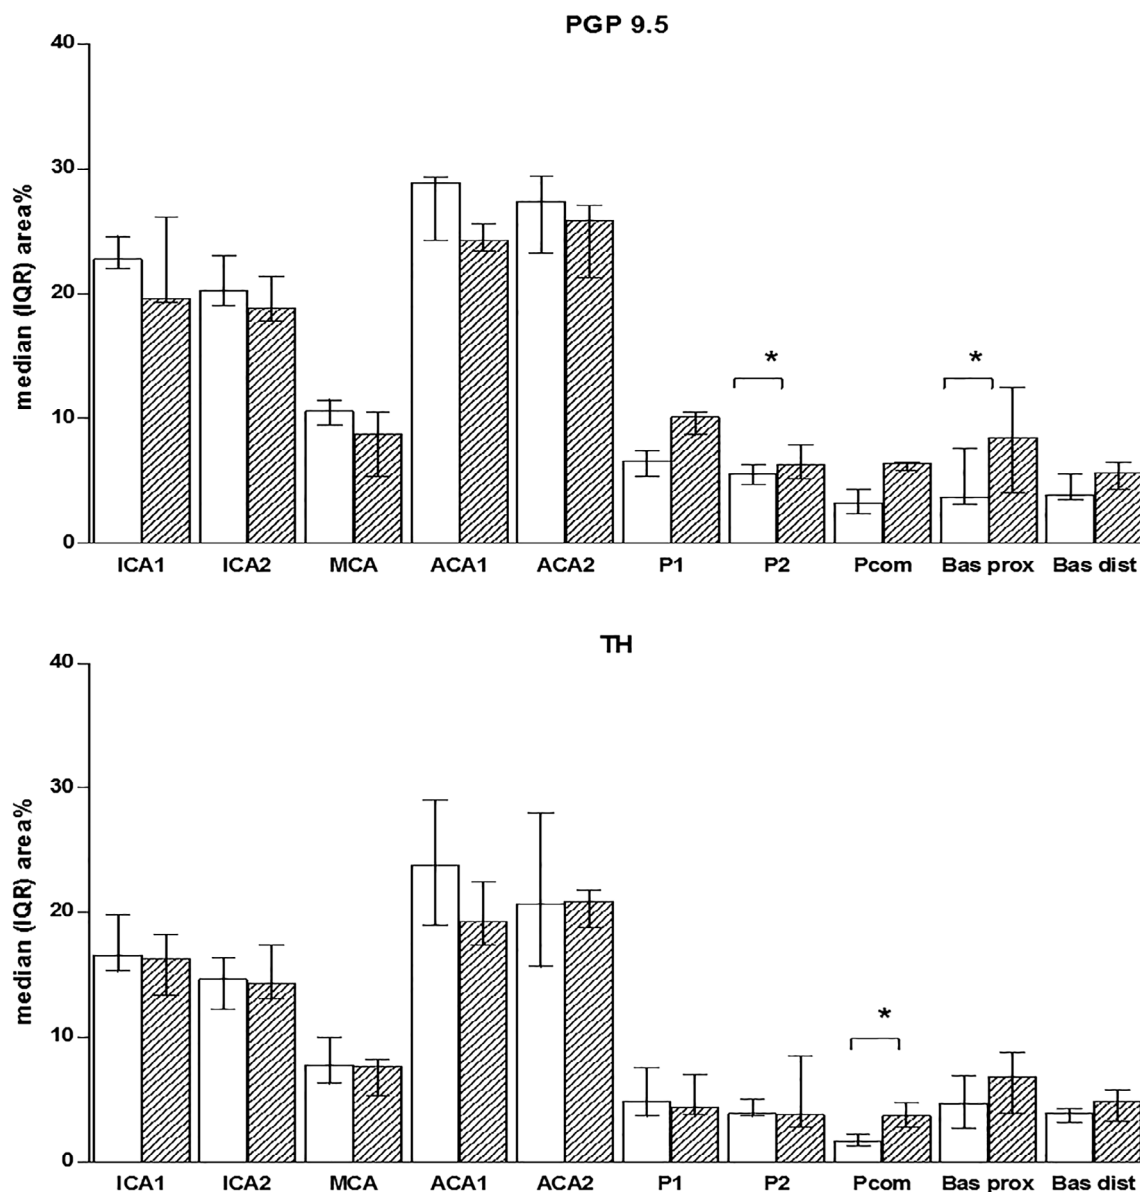 PGP 9.5
40
30
20
10
0
median (IQR) area%
* *
ICA1 ICA2 MCA ACA1 ACA2 P1 P2 Pcom Bas prox Bas dist
TH
40
30
20
10
0
median (IQR) area%
*
ICA1 ICA2 MCA ACA1 ACA2 P1 P2 Pcom Bas prox Bas dist